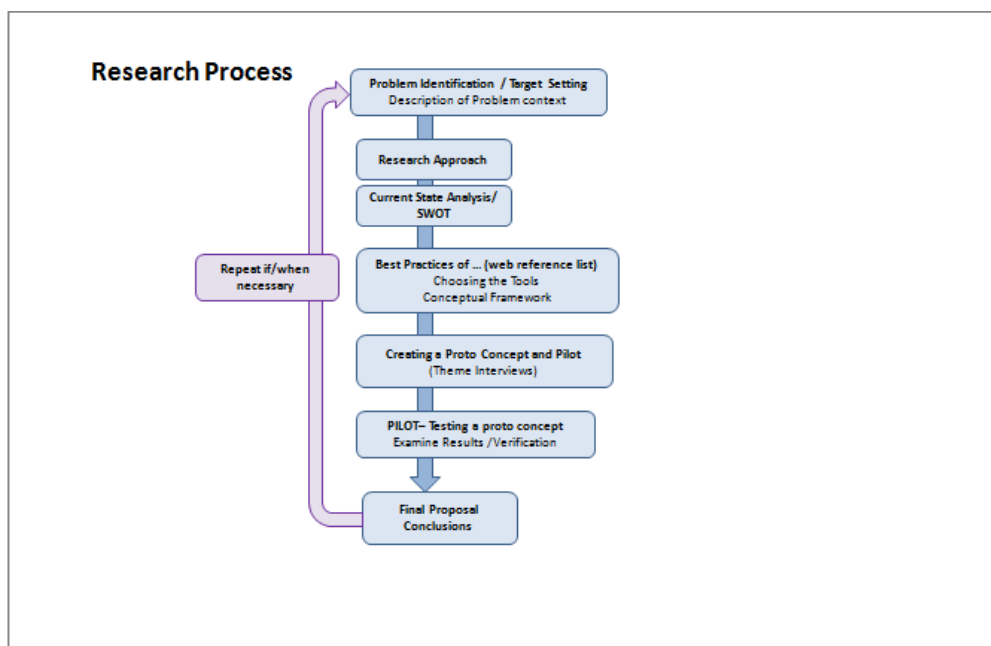 Research Process
Problem Identification / Target Setting
Description of Problem context
Research Approach
Current State Analysis/
SWOT
Best Practices of ... (web reference list)
Choosing the Tools
Conceptual Framework
Repeat if/when
necessary
Creating a Proto Concept and Pilot
(Theme Interviews)
PILOT– Testing a proto concept
Examine Results /Verification
Final Proposal
Conclusions